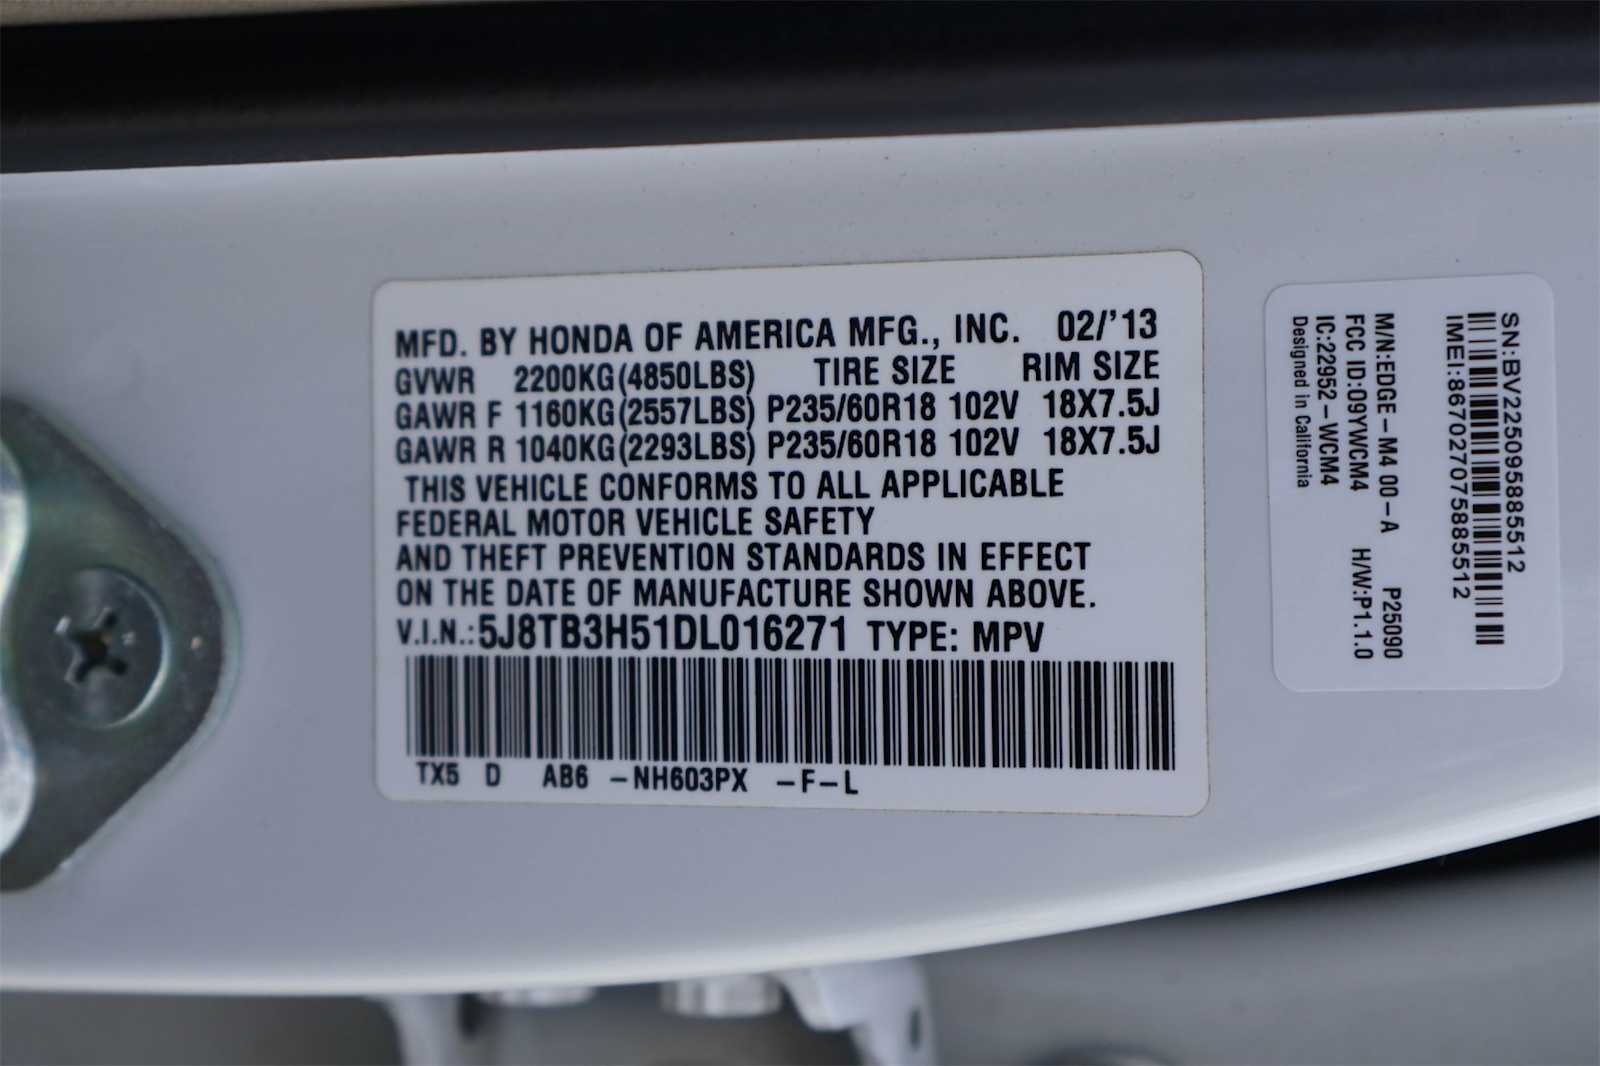 MFD. BY HONDA OF AMERICA MFG., INC. 02/'13
GVWR 2200KG(4850LBS) TIRE SIZE RIM SIZE
GAWR F 1160KG(2557LBS) P235/60R18 102V 18X7.5J
GAWR R 1040KG(2293LBS) P235/60R18 102V 18X7.5J
THIS VEHICLE CONFORMS TO ALL APPLICABLE
FEDERAL MOTOR VEHICLE SAFETY
AND THEFT PREVENTION STANDARDS IN EFFECT
ON THE DATE OF MANUFACTURE SHOWN ABOVE.
V.I.N.:5J8TB3H51DL016271 TYPE: MPV
TX5 D AB6 -NH603PX -F-L
SN:BV225095885512
IMEI:867027075885512
M/N:EDGE-M4 00-A P25090
FCC ID:09YWCM4 H/W:P1.1.0
IC:22952-WCM4
Designed in California